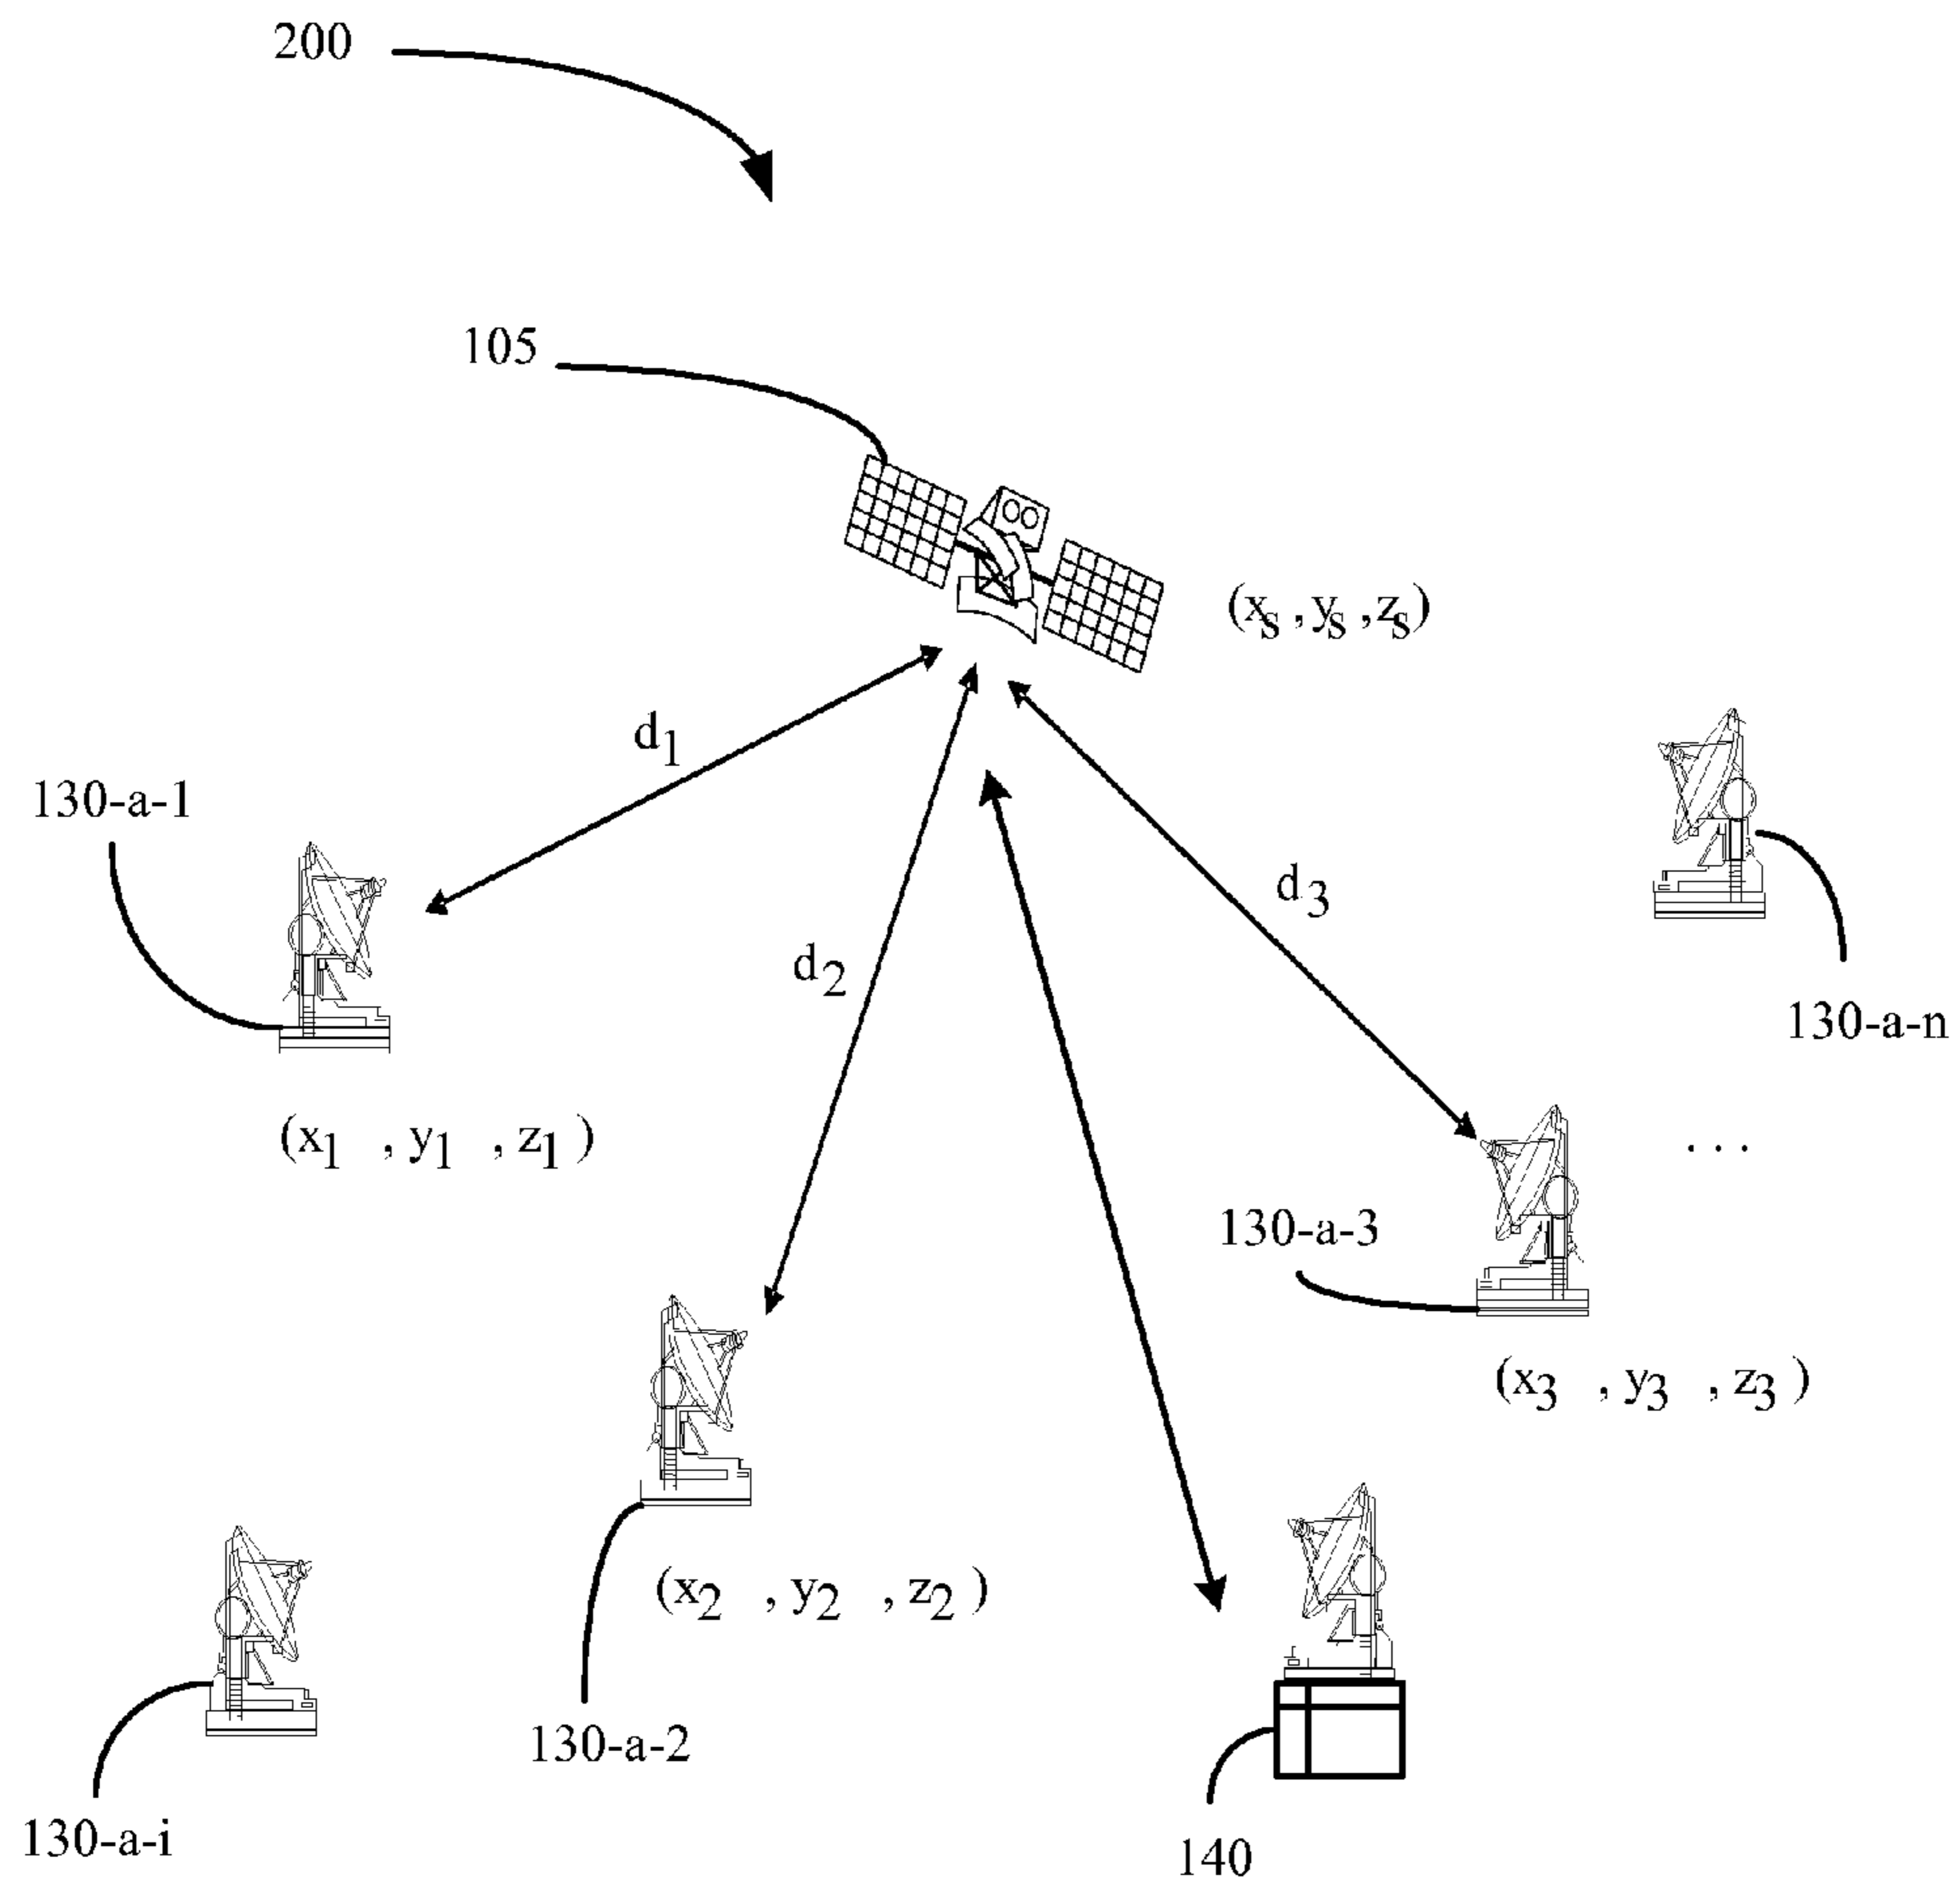 200
105
(xₛ , yₛ , zₛ)
d₁
130-a-1
d₃
d₂
130-a-n
(x₁ , y₁ , z₁ )
. . .
130-a-3
(x₃ , y₃ , z₃ )
(x₂ , y₂ , z₂ )
130-a-2
130-a-i
140